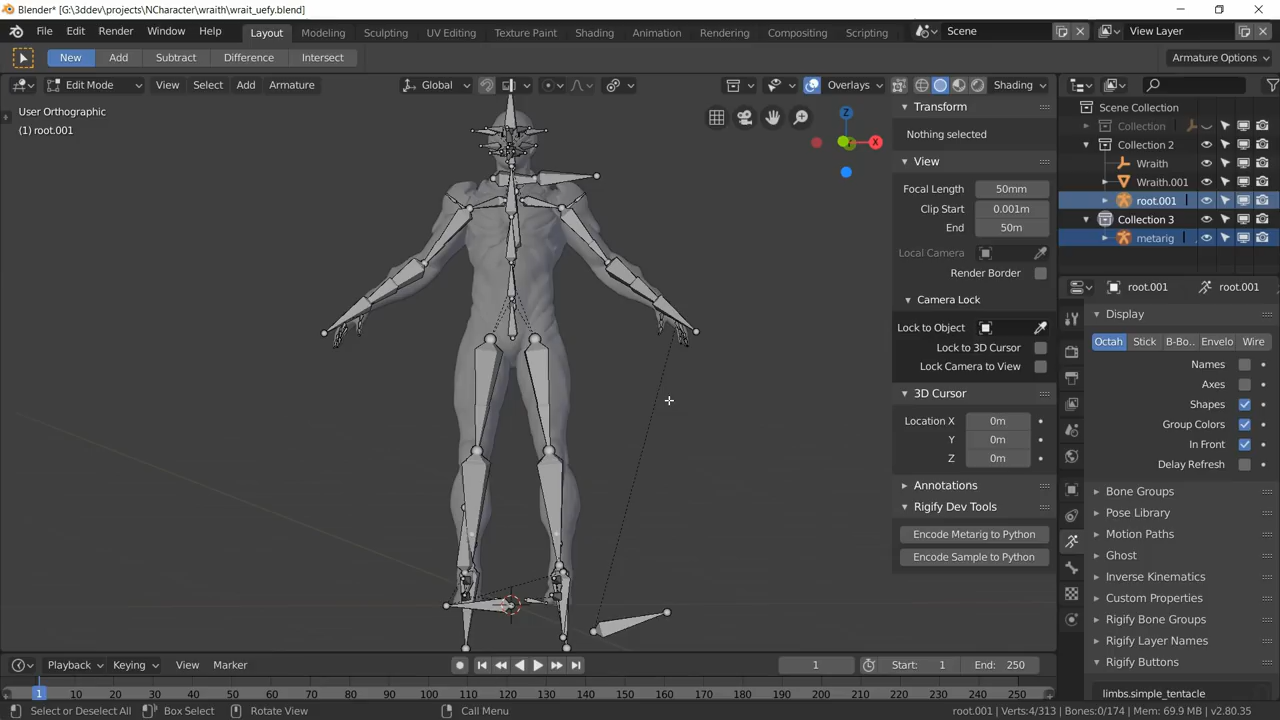 Blender* [G:\3ddev\projects\NCharacter\wraith\wrait_uefy.blend]
File Edit Render Window Help Layout Modeling Sculpting UV Editing Texture Paint Shading Animation Rendering Compositing Scripting Scene View Layer
New Add Subtract Difference Intersect Armature Options
Edit Mode View Select Add Armature Global Overlays Shading
User Orthographic
(1) root.001
Z
X
Transform
Nothing selected
View
Focal Length 50mm
Clip Start 0.001m
End 50m
Local Camera
Render Border
Camera Lock
Lock to Object
Lock to 3D Cursor
Lock Camera to View
3D Cursor
Location X 0m
Y 0m
Z 0m
Annotations
Rigify Dev Tools
Encode Metarig to Python
Encode Sample to Python
Scene Collection
Collection
Collection 2
Wraith
Wraith.001
root.001
Collection 3
metarig
root.001 root.001
Display
Octah Stick B-Bo.. Envelo Wire
Names
Axes
Shapes
Group Colors
In Front
Delay Refresh
Bone Groups
Pose Library
Motion Paths
Ghost
Inverse Kinematics
Custom Properties
Rigify Bone Groups
Rigify Layer Names
Rigify Buttons
limbs.simple_tentacle
Playback Keying View Marker 1 Start: 1 End: 250
1 10 20 30 40 50 60 70 80 90 100 110 120 130 140 150 160 170 180 190 200 210 220 230 240 250
Select or Deselect All Box Select Rotate View Call Menu root.001 | Verts:4/313 | Bones:0/174 | Mem: 69.9 MB | v2.80.35